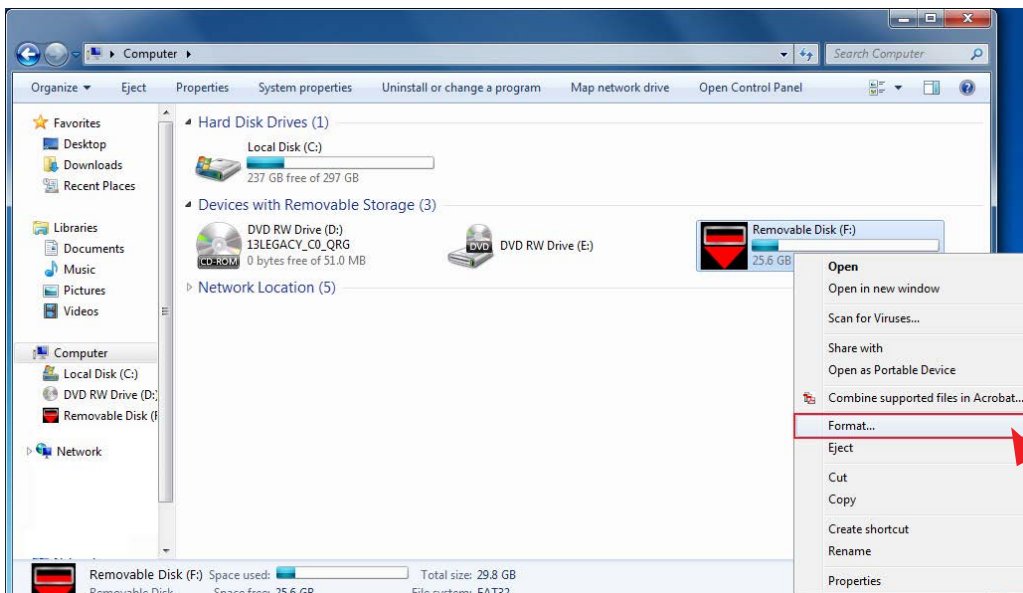 Computer
Search Computer
Organize Eject Properties System properties Uninstall or change a program Map network drive Open Control Panel
Favorites
Desktop
Downloads
Recent Places
Libraries
Documents
Music
Pictures
Videos
Computer
Local Disk (C:)
DVD RW Drive (D:)
Removable Disk (F
Network
Hard Disk Drives (1)
Local Disk (C:)
237 GB free of 297 GB
Devices with Removable Storage (3)
DVD RW Drive (D:)
13LEGACY_C0_QRG
CD-ROM
0 bytes free of 51.0 MB
DVD
DVD RW Drive (E:)
Removable Disk (F:)
25.6 GB
Network Location (5)
Open
Open in new window
Scan for Viruses...
Share with
Open as Portable Device
Combine supported files in Acrobat...
Format...
Eject
Cut
Copy
Create shortcut
Rename
Properties
Removable Disk (F:) Space used: Total size: 29.8 GB
Removable Disk Space free: 25.6 GB File system: FAT32